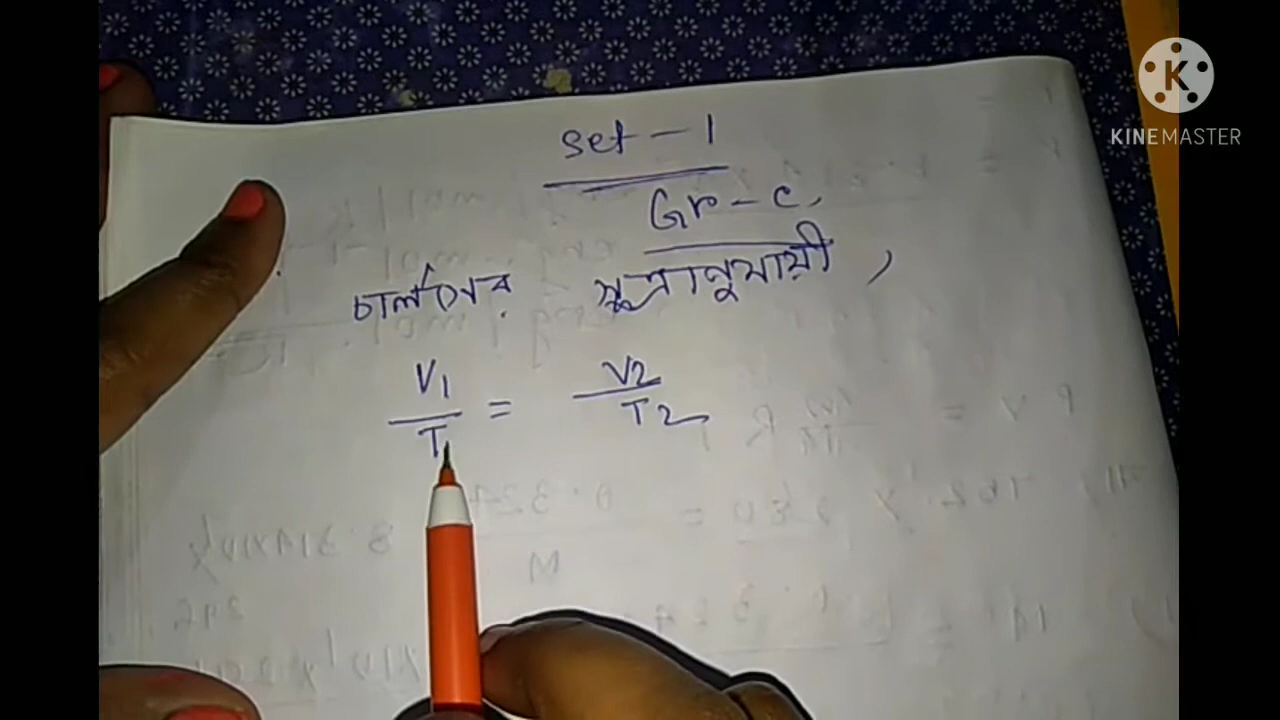 Set - 1
Gr - C,
চার্লসের সূত্রানুযায়ী,
V1/T1 = V2/T2
KINEMASTER